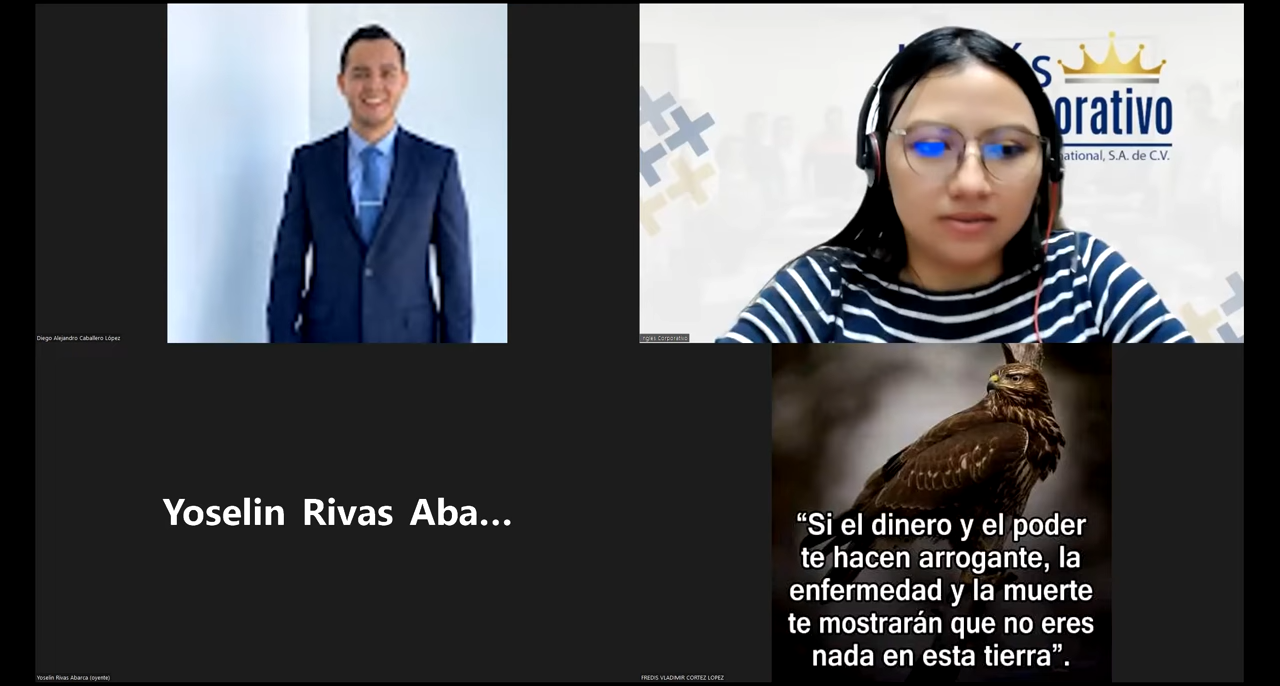 Diego Alejandro Caballero López
s
orativo
national, S.A. de C.V.
Ingles Corporativo
Yoselin Rivas Aba...
Yoselin Rivas Abarca (oyente)
“Si el dinero y el poder
te hacen arrogante, la
enfermedad y la muerte
te mostrarán que no eres
nada en esta tierra”.
FREDIS VLADIMIR CORTEZ LOPEZ